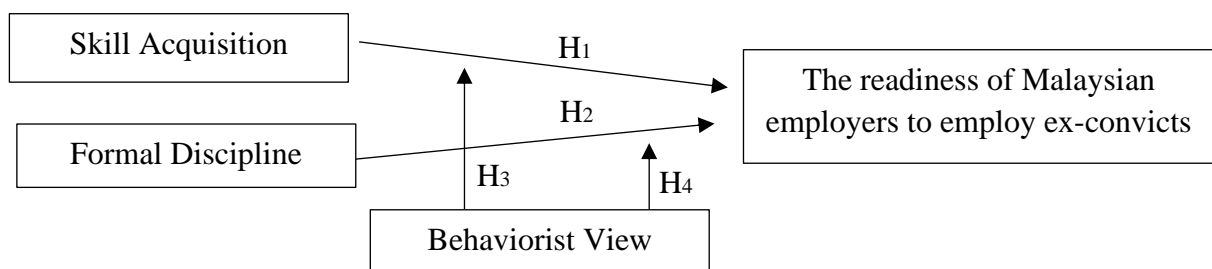 Skill Acquisition
H1
The readiness of Malaysian
employers to employ ex-convicts
H2
Formal Discipline
H3
H4
Behaviorist View